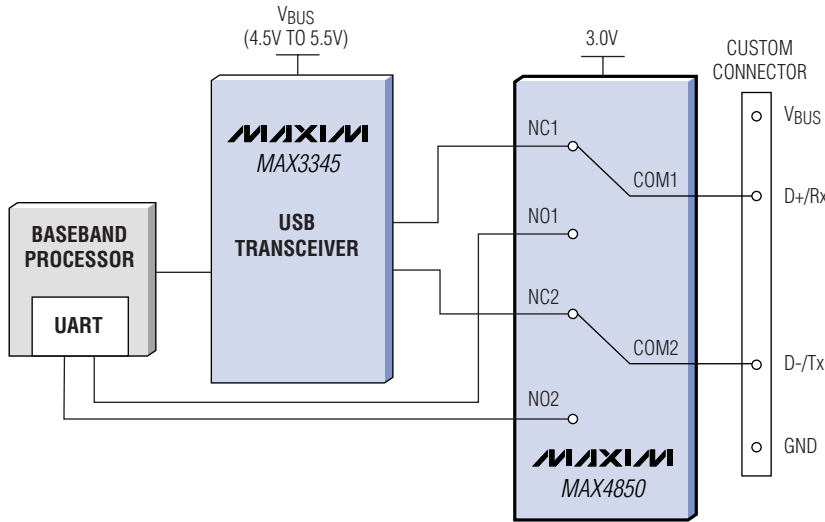 VBUS
(4.5V TO 5.5V)
3.0V
CUSTOM
CONNECTOR
MAXIM
MAX3345
USB
TRANSCEIVER
BASEBAND
PROCESSOR
UART
NC1
COM1
NO1
NC2
COM2
NO2
MAXIM
MAX4850
VBUS
D+/Rx
D-/Tx
GND